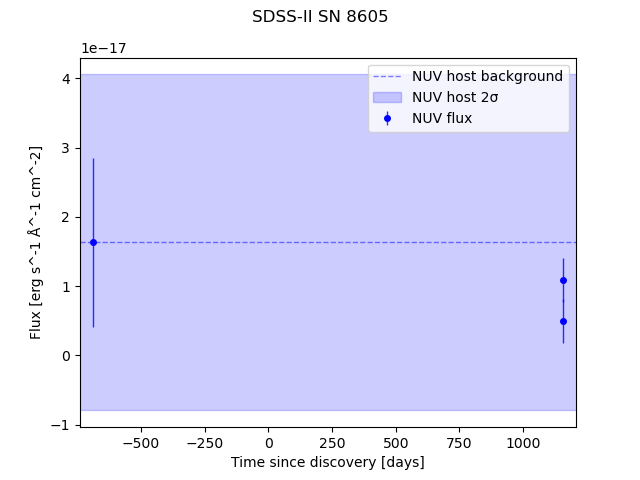 SDSS-II SN 8605
1e−17
NUV host background
NUV host 2σ
NUV flux
4
3
2
1
0
−1
Flux [erg s^-1 Å^-1 cm^-2]
−500
−250
0
250
500
750
1000
Time since discovery [days]